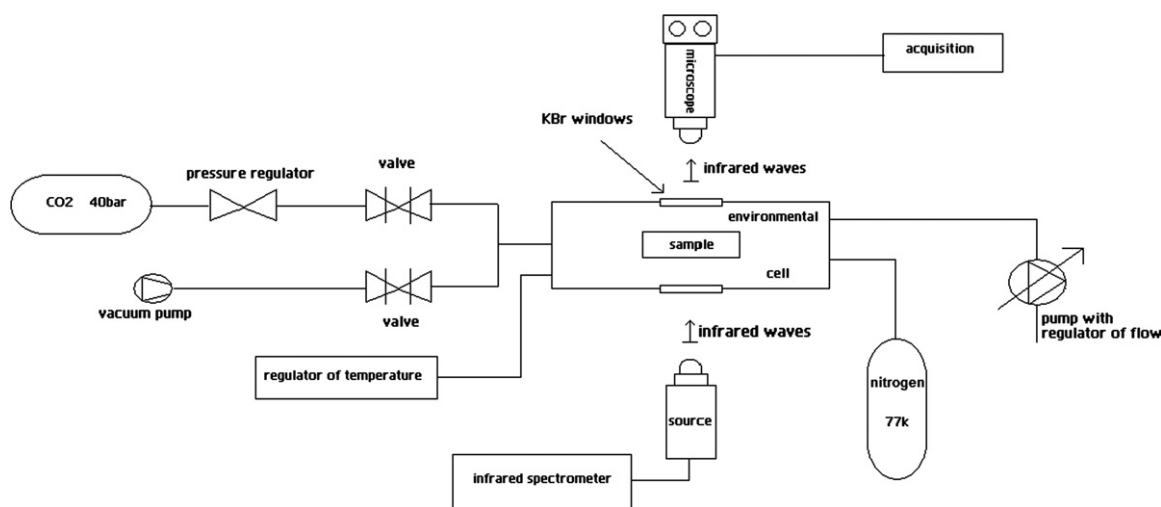 microscope
acquisition
KBr windows
infrared waves
valve
pressure regulator
CO2 40bar
environmental
sample
cell
vacuum pump
valve
infrared waves
pump with
regulator of flow
regulator of temperature
nitrogen
77k
source
infrared spectrometer